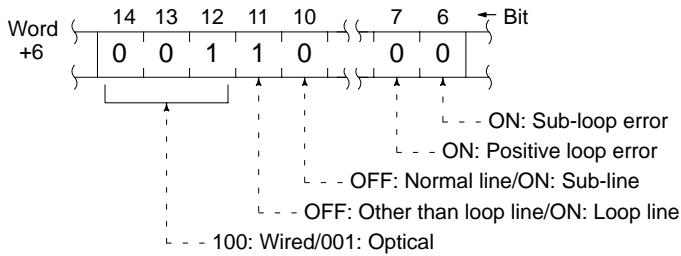 14 13 12 11 10 7 6 Bit
Word
+6
0 0 1 1 0 0 0
ON: Sub-loop error
ON: Positive loop error
OFF: Normal line/ON: Sub-line
OFF: Other than loop line/ON: Loop line
100: Wired/001: Optical